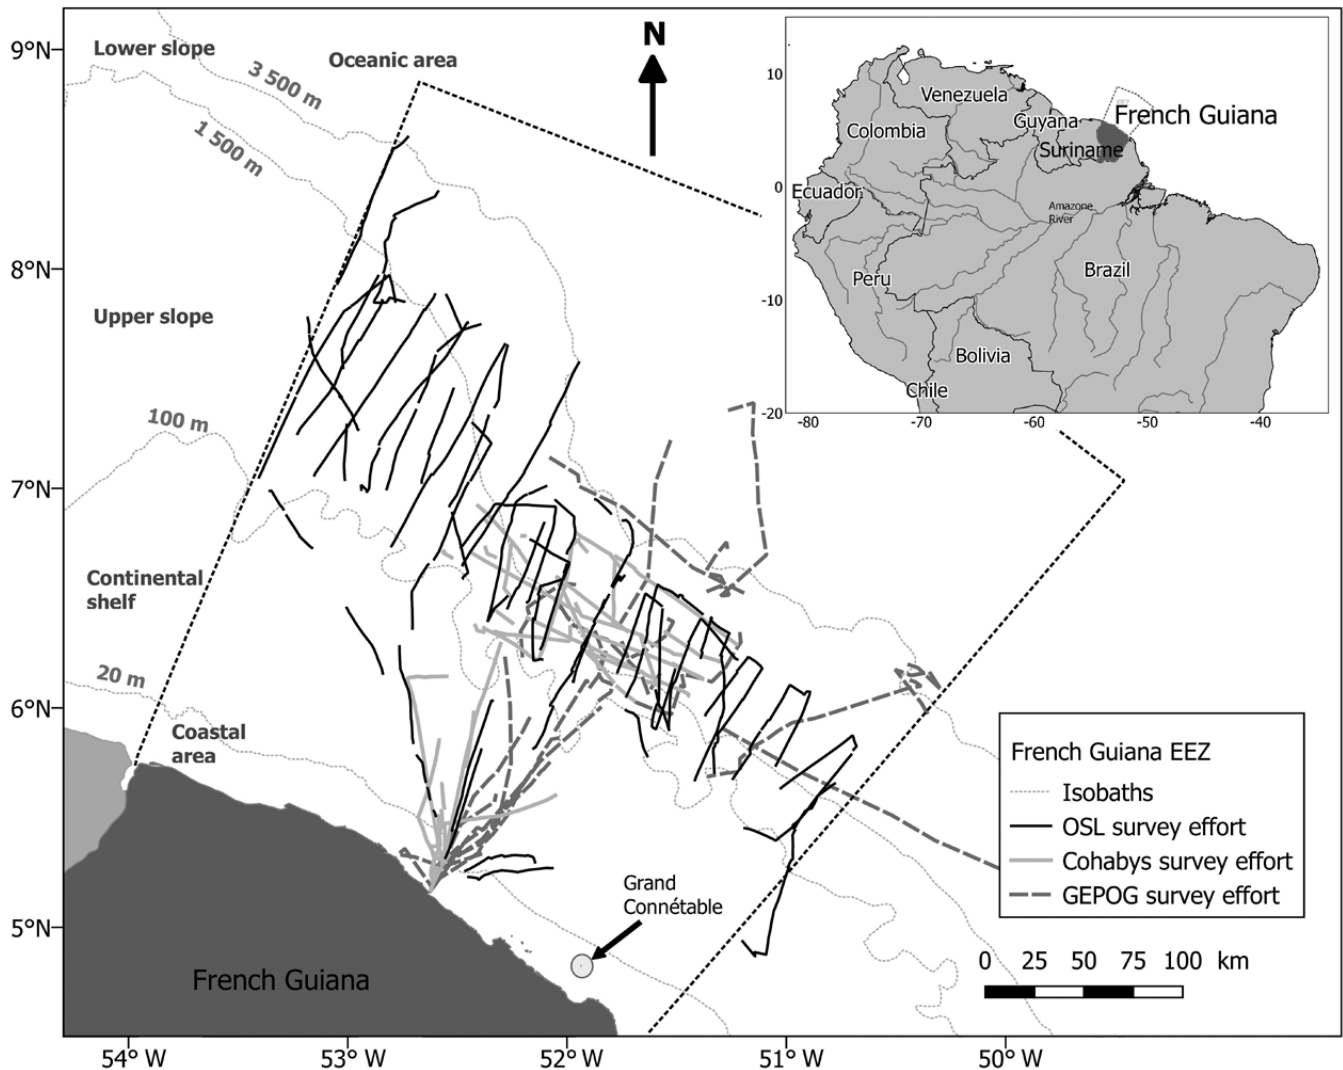 9°N
8°N
7°N
6°N
5°N
54° W
53° W
52° W
51° W
50° W
Lower slope
3 500 m
1 500 m
Oceanic area
N
Upper slope
100 m
Continental
shelf
20 m
Coastal
area
French Guiana
Grand
Connétable
10
0
-10
-20
-80
-70
-60
-50
-40
Venezuela
Colombia
Guyana
French Guiana
Suriname
Ecuador
Amazone
River
Peru
Brazil
Bolivia
Chile
French Guiana EEZ
Isobaths
OSL survey effort
Cohabys survey effort
GEPOG survey effort
0 25 50 75 100 km